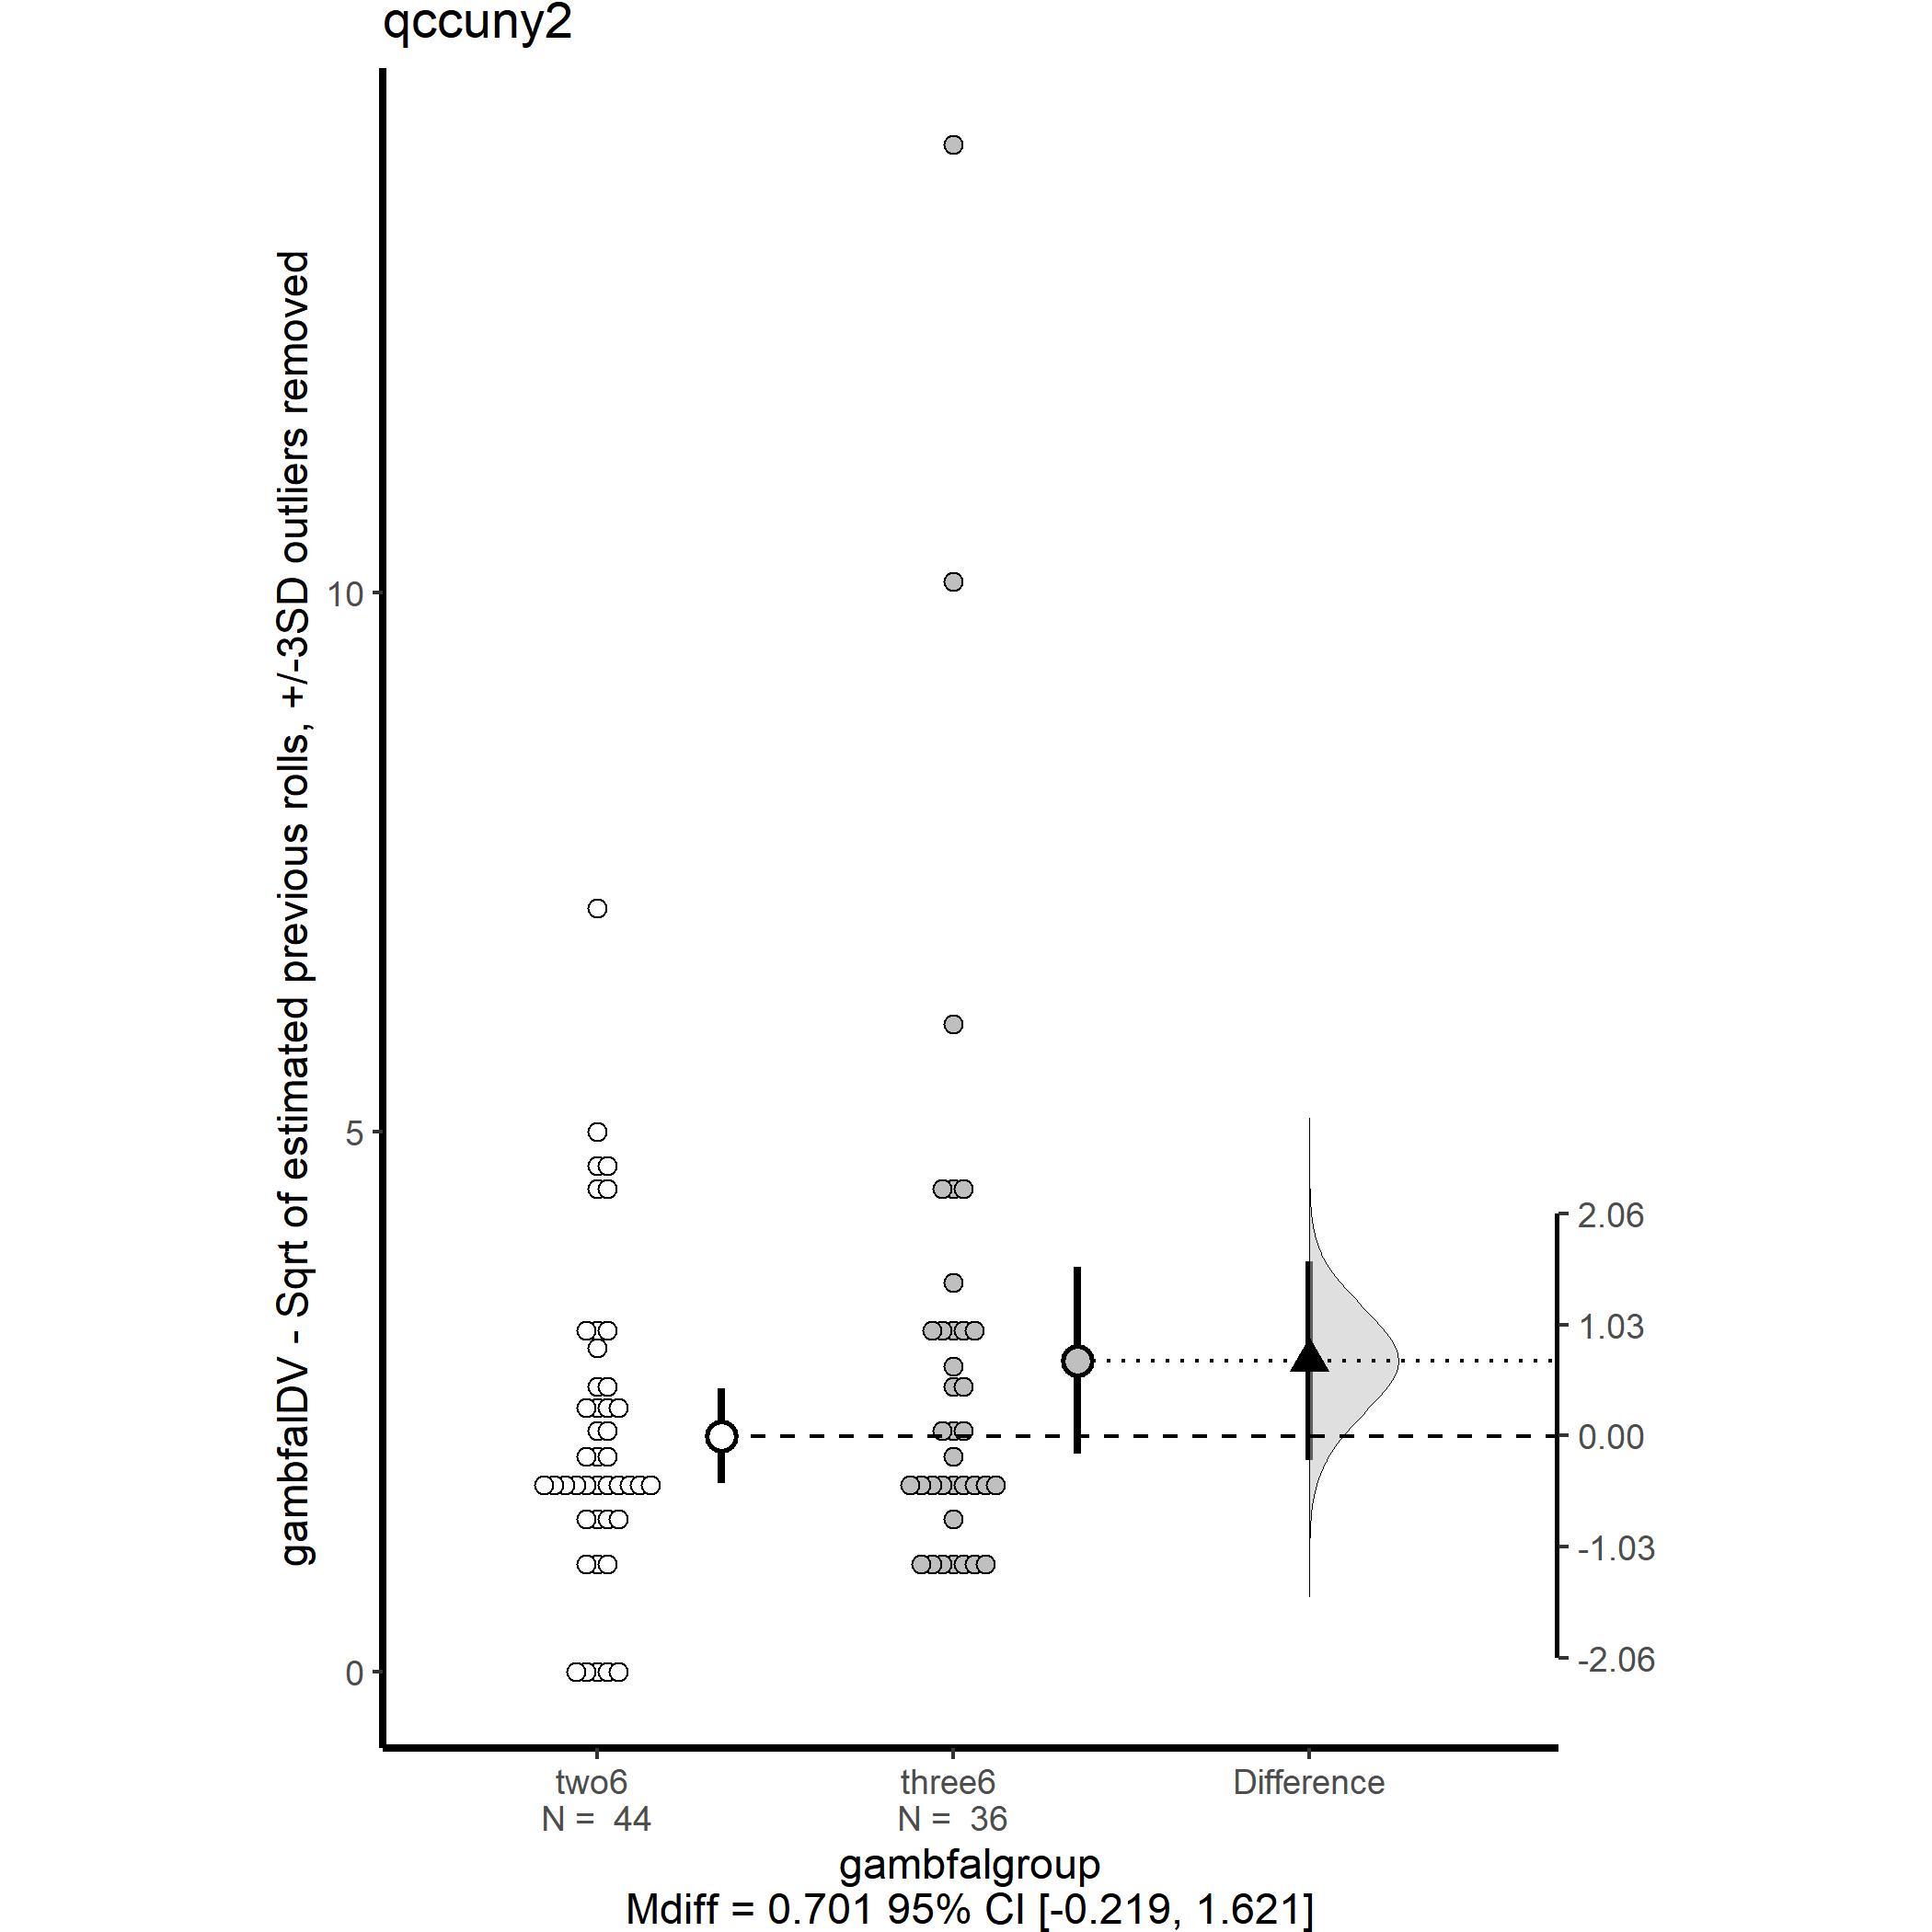 qccuny2
gambfalDV - Sqrt of estimated previous rolls, +/-3SD outliers removed
10
5
0
2.06
1.03
0.00
-1.03
-2.06
two6
N =  44
three6
N =  36
Difference
gambfalgroup
Mdiff = 0.701 95% CI [-0.219, 1.621]